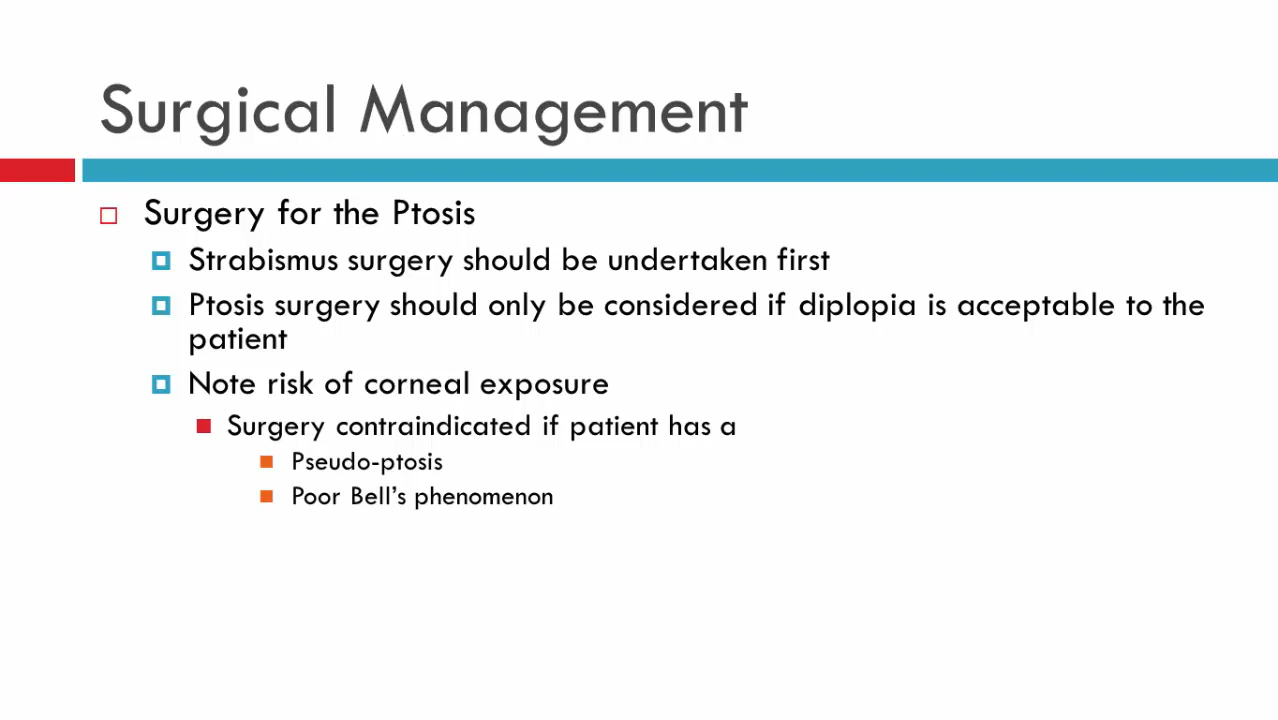 Surgical Management
Surgery for the Ptosis
Strabismus surgery should be undertaken first
Ptosis surgery should only be considered if diplopia is acceptable to the
patient
Note risk of corneal exposure
Surgery contraindicated if patient has a
Pseudo-ptosis
Poor Bell’s phenomenon